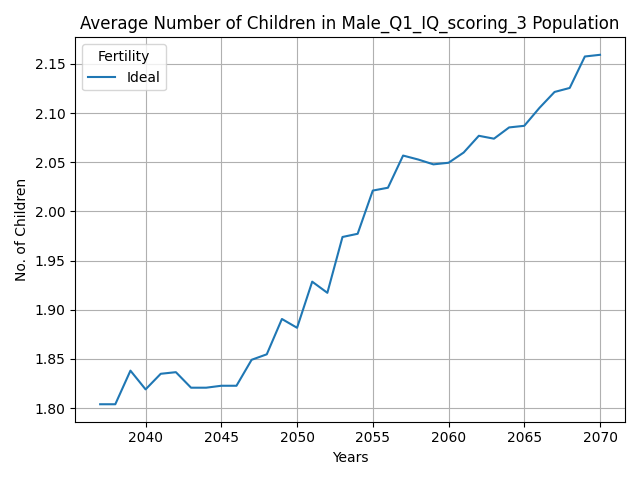 Average Number of Children in Male_Q1_IQ_scoring_3 Population
Fertility
Ideal
2.15
2.10
2.05
2.00
1.95
1.90
1.85
1.80
No. of Children
2040 2045 2050 2055 2060 2065 2070
Years